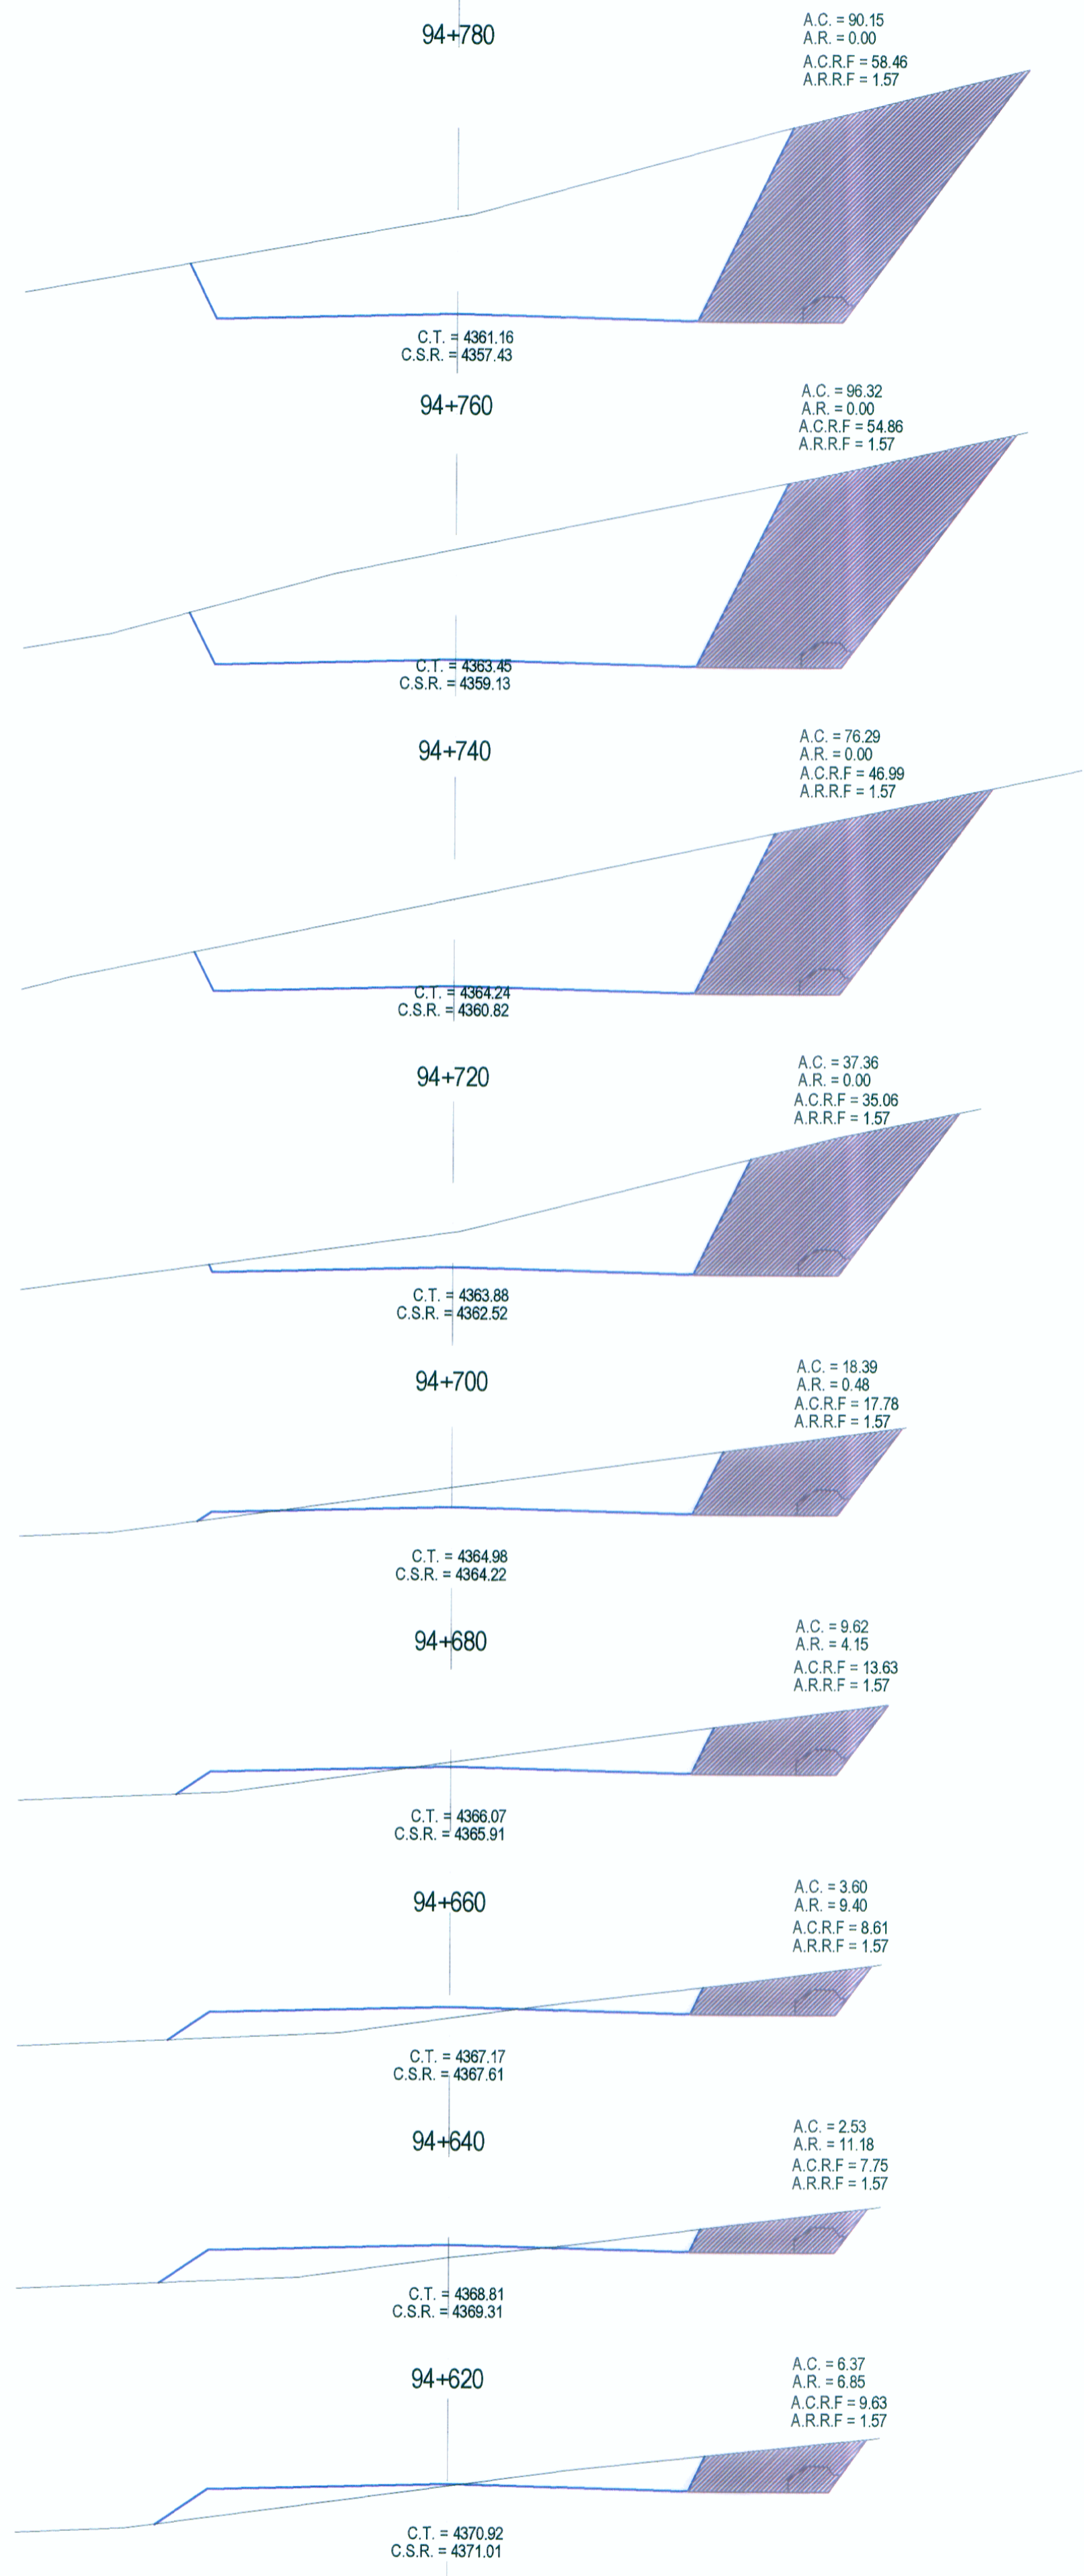 94+780
A.C. = 90.15
A.R. = 0.00
A.C.R.F = 58.46
A.R.R.F = 1.57
C.T. = 4361.16
C.S.R. = 4357.43
94+760
A.C. = 96.32
A.R. = 0.00
A.C.R.F = 54.86
A.R.R.F = 1.57
C.T. = 4363.45
C.S.R. = 4359.13
94+740
A.C. = 76.29
A.R. = 0.00
A.C.R.F = 46.99
A.R.R.F = 1.57
C.T. = 4364.24
C.S.R. = 4360.82
94+720
A.C. = 37.36
A.R. = 0.00
A.C.R.F = 35.06
A.R.R.F = 1.57
C.T. = 4363.88
C.S.R. = 4362.52
94+700
A.C. = 18.39
A.R. = 0.48
A.C.R.F = 17.78
A.R.R.F = 1.57
C.T. = 4364.98
C.S.R. = 4364.22
94+680
A.C. = 9.62
A.R. = 4.15
A.C.R.F = 13.63
A.R.R.F = 1.57
C.T. = 4366.07
C.S.R. = 4365.91
94+660
A.C. = 3.60
A.R. = 9.40
A.C.R.F = 8.61
A.R.R.F = 1.57
C.T. = 4367.17
C.S.R. = 4367.61
94+640
A.C. = 2.53
A.R. = 11.18
A.C.R.F = 7.75
A.R.R.F = 1.57
C.T. = 4368.81
C.S.R. = 4369.31
94+620
A.C. = 6.37
A.R. = 6.85
A.C.R.F = 9.63
A.R.R.F = 1.57
C.T. = 4370.92
C.S.R. = 4371.01